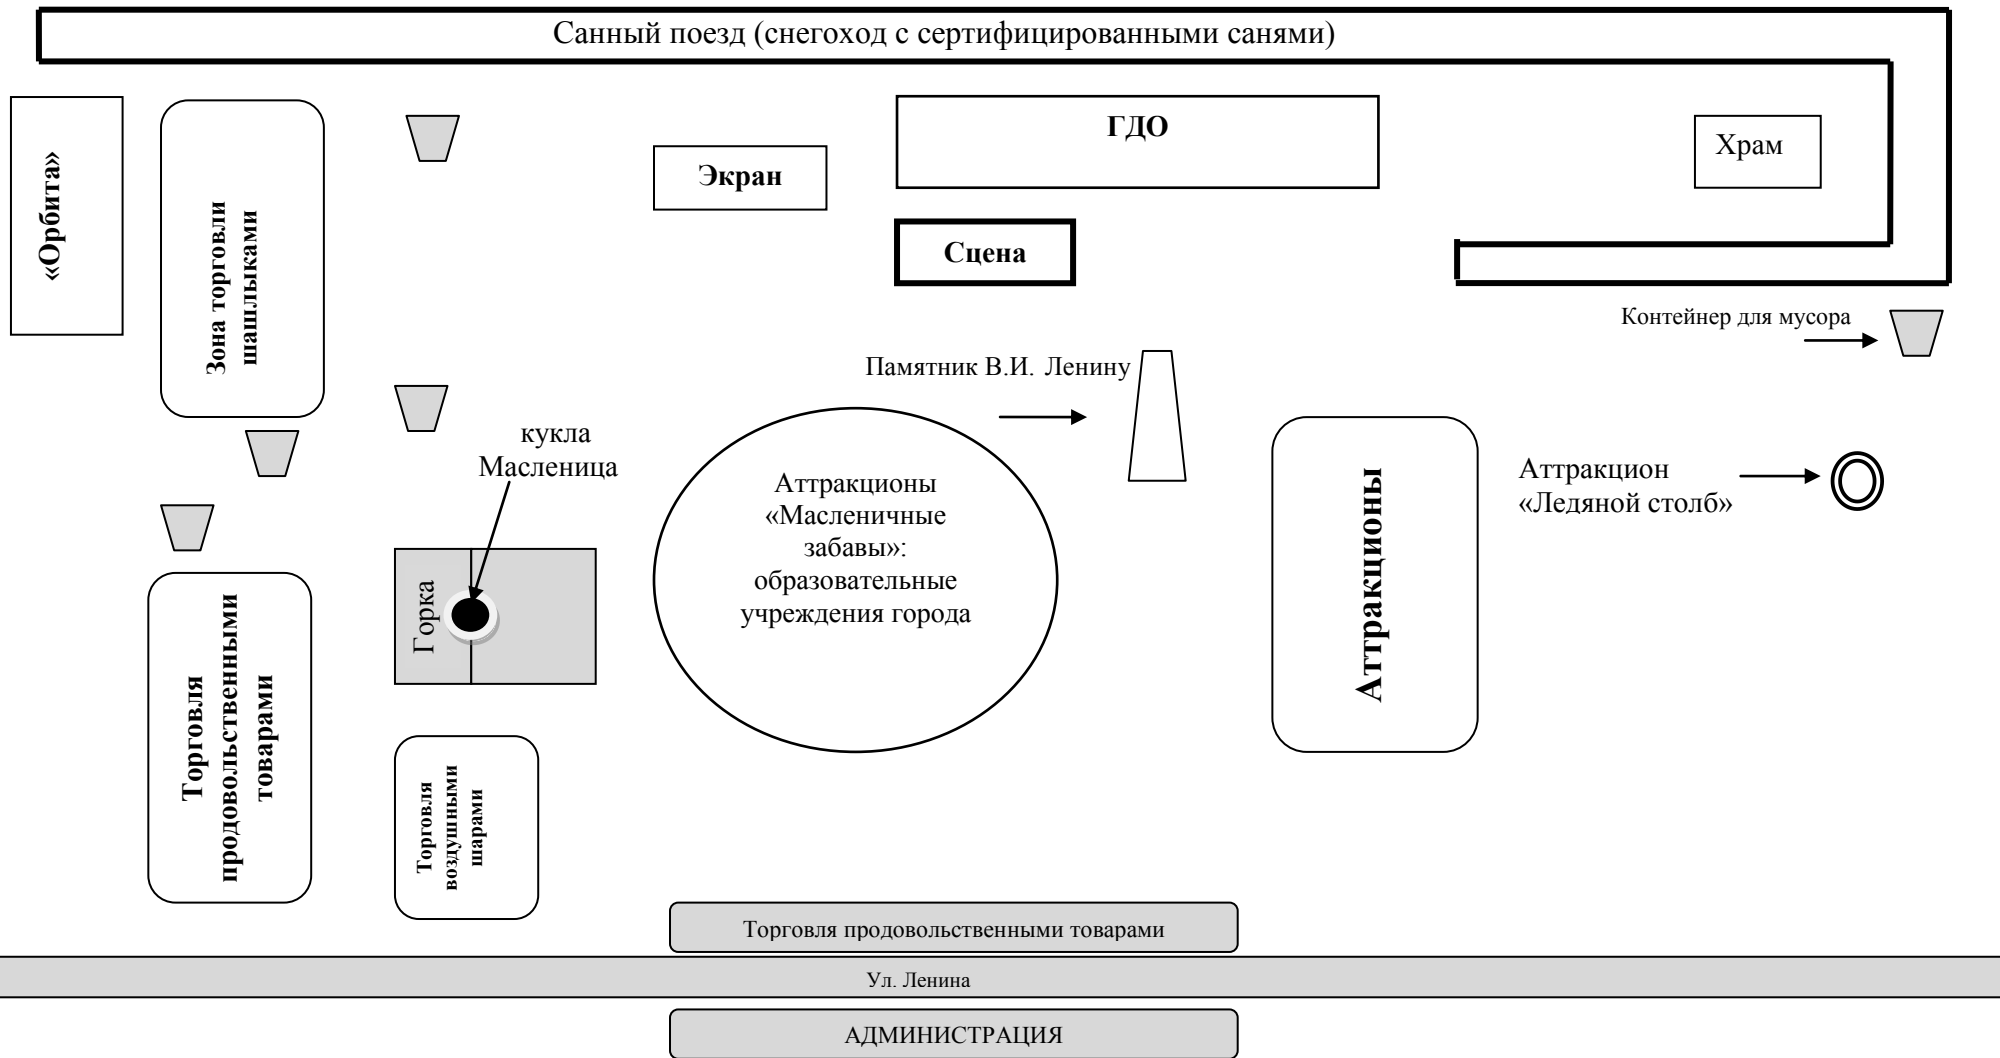 Санный поезд (снегоход с сертифицированными санями)
«Орбита»
Зона торговли
шашлыками
Экран
ГДО
Сцена
Храм
Контейнер для мусора
Памятник В.И. Ленину
кукла
Масленица
Горка
Аттракционы
«Масленичные
забавы»:
образовательные
учреждения города
Аттракционы
Аттракцион
«Ледяной столб»
Торговля
продовольственными
товарами
Торговля
воздушными
шарами
Торговля продовольственными товарами
Ул. Ленина
АДМИНИСТРАЦИЯ